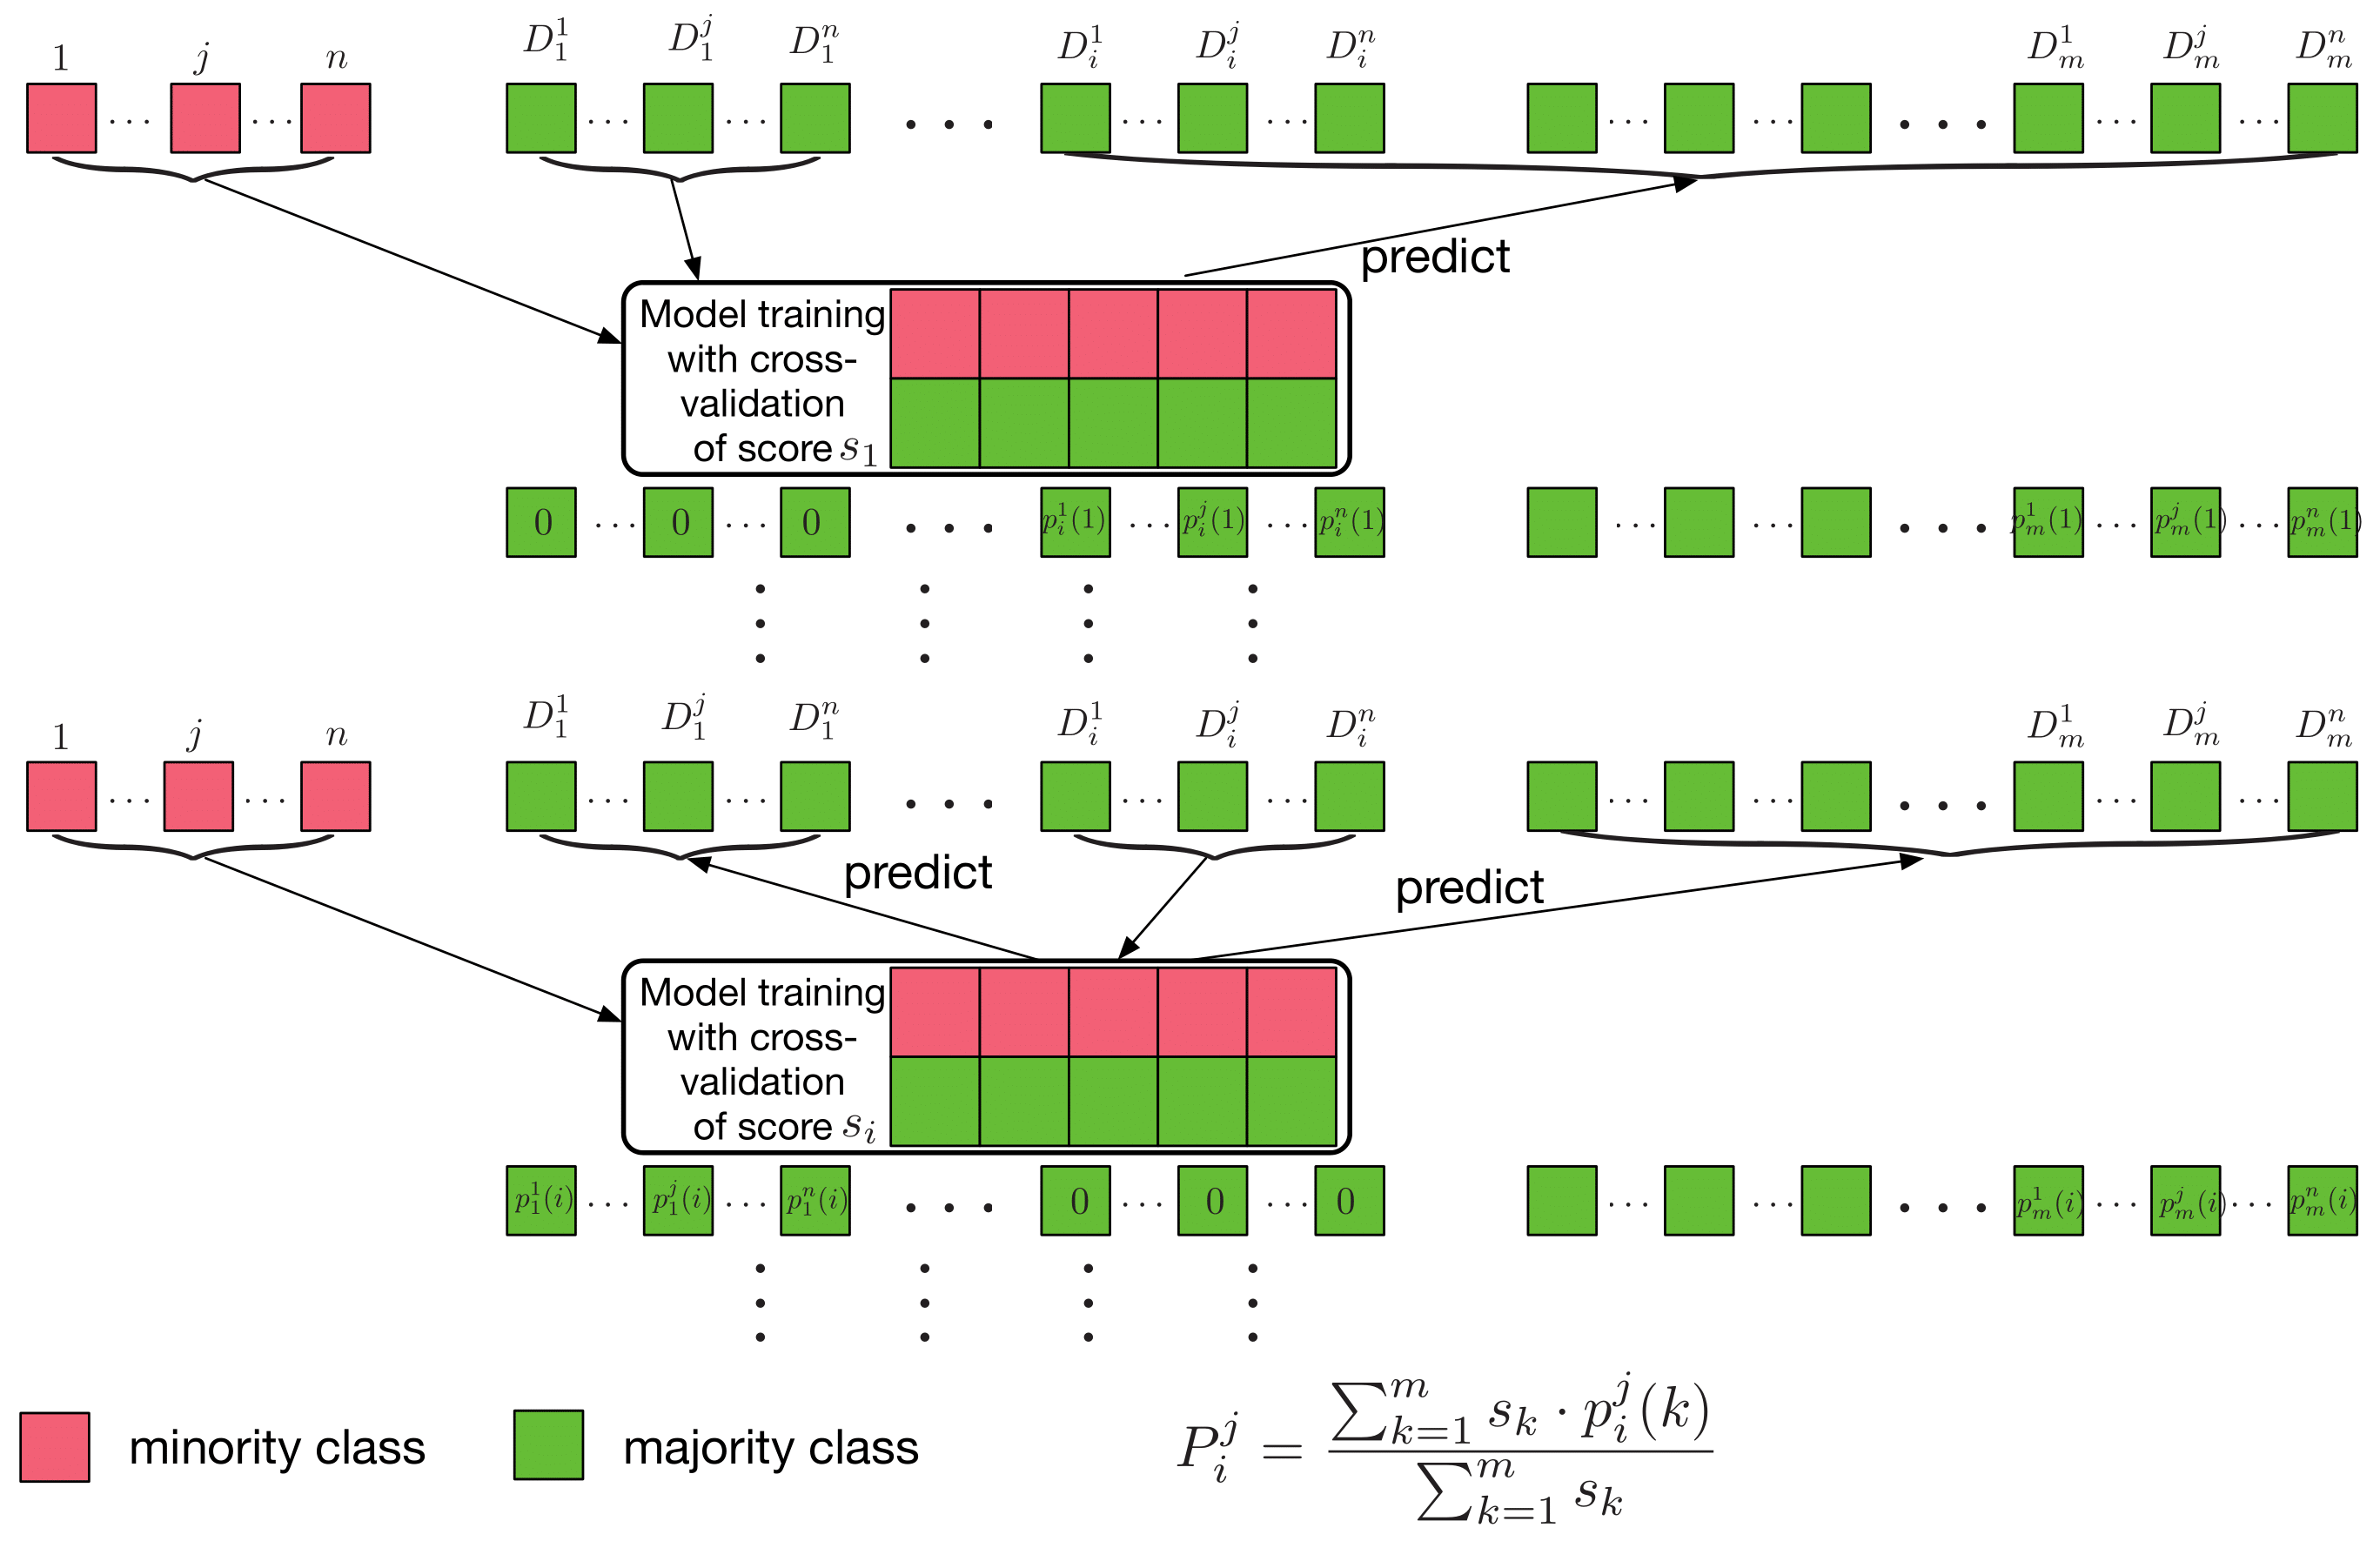 1 ··· j ··· n D_1^1 ··· D_1^j ··· D_1^n · · · D_i^1 ··· D_i^j ··· D_i^n ··· ··· · · · D_m^1 ··· D_m^j ··· D_m^n
predict
Model training
with cross-
validation
of score s_1
0 ··· 0 ··· 0 · · · p_i^1(1) ··· p_i^j(1) ··· p_i^n(1) ··· ··· · · · p_m^1(1) ··· p_m^j(1) ··· p_m^n(1)
1 ··· j ··· n D_1^1 ··· D_1^j ··· D_1^n · · · D_i^1 ··· D_i^j ··· D_i^n ··· ··· · · · D_m^1 ··· D_m^j ··· D_m^n
predict
predict
Model training
with cross-
validation
of score s_i
p_1^1(i) ··· p_1^j(i) ··· p_1^n(i) · · · 0 ··· 0 ··· 0 ··· ··· · · · p_m^1(i) ··· p_m^j(i) ··· p_m^n(i)
minority class
majority class
P_i^j = \frac{\sum_{k=1}^m s_k · p_i^j(k)}{\sum_{k=1}^m s_k}